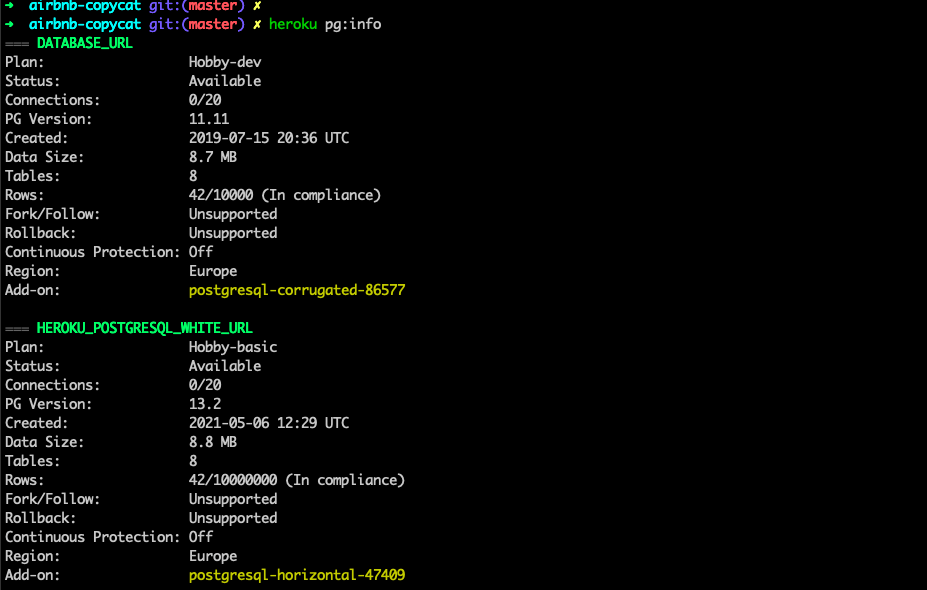 ➜  airbnb-copycat git:(master) ✗
➜  airbnb-copycat git:(master) ✗ heroku pg:info
=== DATABASE_URL
Plan:                  Hobby-dev
Status:                Available
Connections:           0/20
PG Version:            11.11
Created:               2019-07-15 20:36 UTC
Data Size:             8.7 MB
Tables:                8
Rows:                  42/10000 (In compliance)
Fork/Follow:           Unsupported
Rollback:              Unsupported
Continuous Protection: Off
Region:                Europe
Add-on:                postgresql-corrugated-86577

=== HEROKU_POSTGRESQL_WHITE_URL
Plan:                  Hobby-basic
Status:                Available
Connections:           0/20
PG Version:            13.2
Created:               2021-05-06 12:29 UTC
Data Size:             8.8 MB
Tables:                8
Rows:                  42/10000000 (In compliance)
Fork/Follow:           Unsupported
Rollback:              Unsupported
Continuous Protection: Off
Region:                Europe
Add-on:                postgresql-horizontal-47409